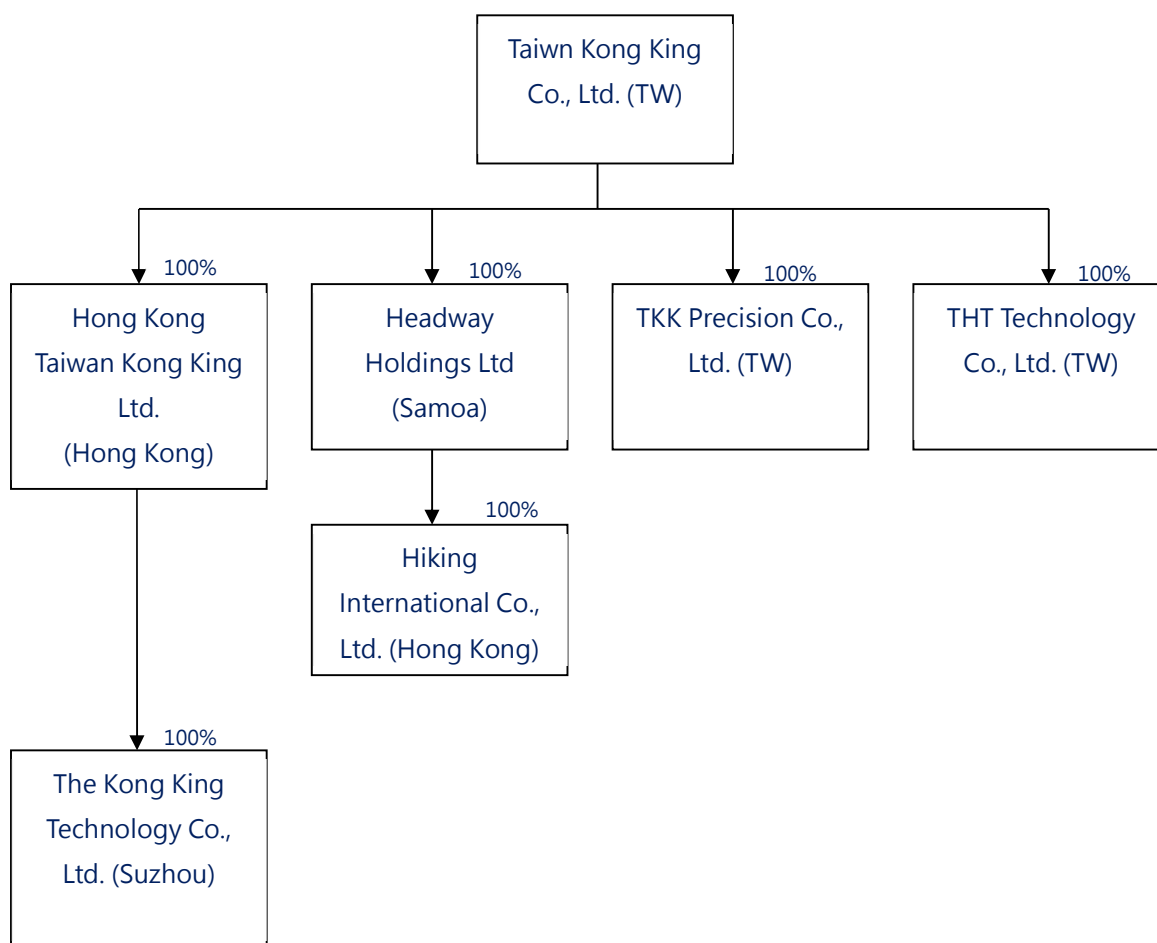 Taiwn Kong King
Co., Ltd. (TW)
100%
100%
100%
100%
Hong Kong
Taiwan Kong King
Ltd.
(Hong Kong)
Headway
Holdings Ltd
(Samoa)
TKK Precision Co.,
Ltd. (TW)
THT Technology
Co., Ltd. (TW)
100%
Hiking
International Co.,
Ltd. (Hong Kong)
100%
The Kong King
Technology Co.,
Ltd. (Suzhou)